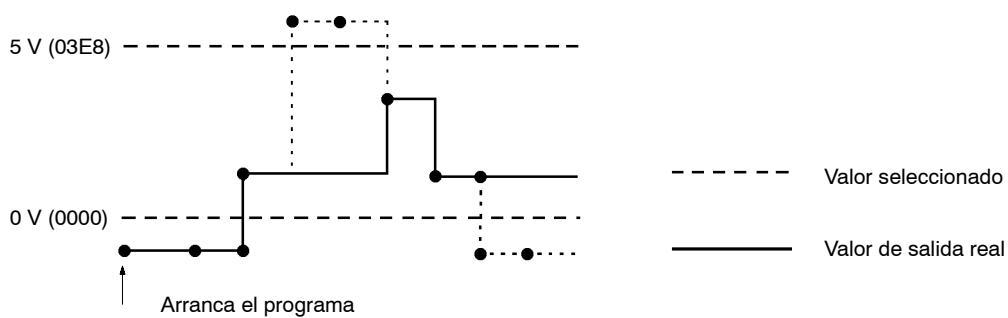 5 V (03E8)
Valor seleccionado
0 V (0000)
Valor de salida real
Arranca el programa